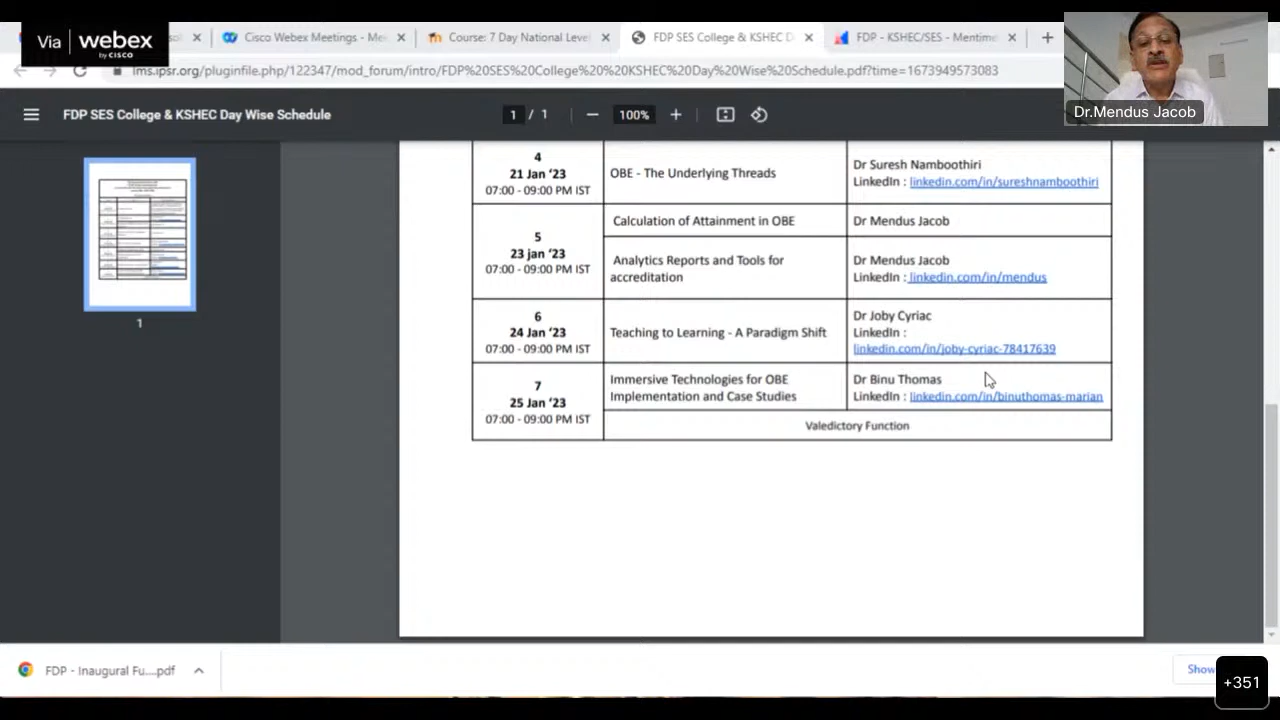 Via webex
by CISCO
Cisco Webex Meetings - Me
Course: 7 Day National Level
FDP SES College & KSHEC D
FDP - KSHEC/SES - Mentime
lms.ipsr.org/pluginfile.php/122347/mod_forum/intro/FDP%20SES%20College%20%20KSHEC%20Day%20Wise%20Schedule.pdf?time=1673949573083
Dr.Mendus Jacob
FDP SES College & KSHEC Day Wise Schedule
1 / 1
100%
4
21 Jan ‘23
07:00 - 09:00 PM IST
OBE - The Underlying Threads
Dr Suresh Namboothiri
LinkedIn : linkedin.com/in/sureshnamboothiri
5
23 jan ‘23
07:00 - 09:00 PM IST
Calculation of Attainment in OBE
Dr Mendus Jacob
Analytics Reports and Tools for
accreditation
Dr Mendus Jacob
LinkedIn : linkedin.com/in/mendus
6
24 Jan ‘23
07:00 - 09:00 PM IST
Teaching to Learning - A Paradigm Shift
Dr Joby Cyriac
LinkedIn :
linkedin.com/in/joby-cyriac-78417639
7
25 Jan ‘23
07:00 - 09:00 PM IST
Immersive Technologies for OBE
Implementation and Case Studies
Dr Binu Thomas
LinkedIn : linkedin.com/in/binuthomas-marian
Valedictory Function
1
FDP - Inaugural Fu....pdf
Show
+351